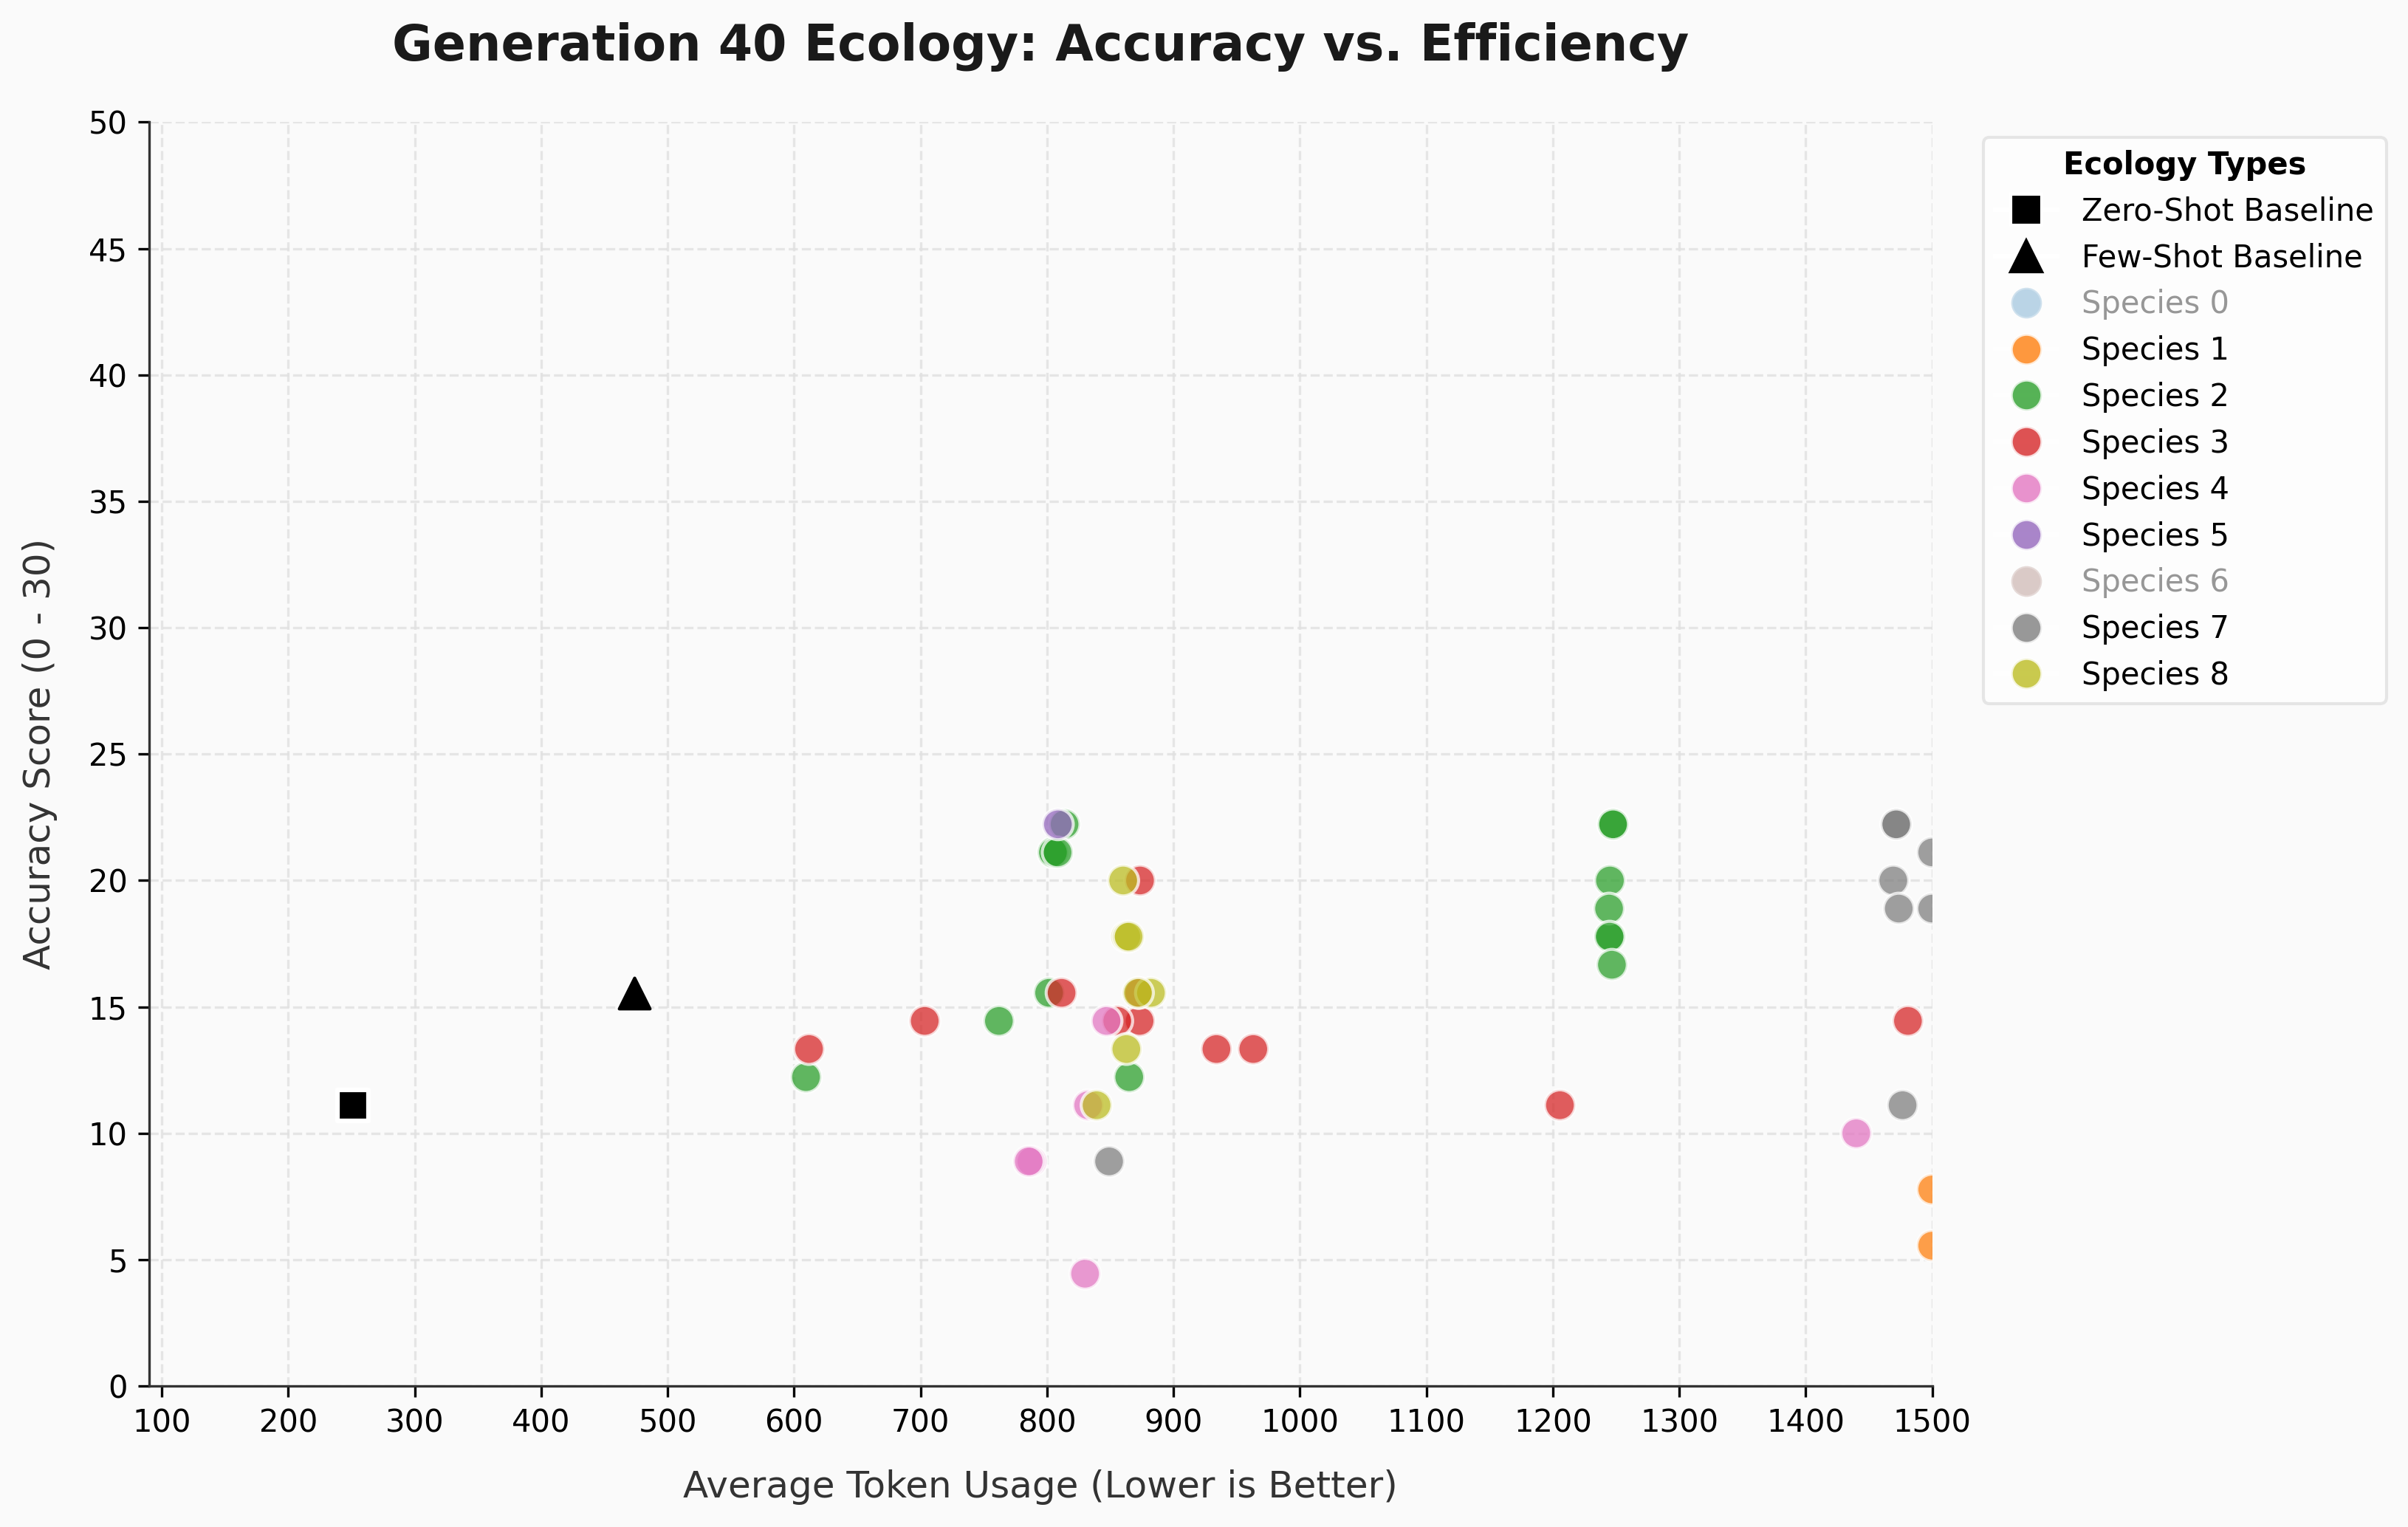 Generation 40 Ecology: Accuracy vs. Efficiency
50
45
40
35
30
25
20
15
10
5
0
Accuracy Score (0 - 30)
100 200 300 400 500 600 700 800 900 1000 1100 1200 1300 1400 1500
Average Token Usage (Lower is Better)
Ecology Types
Zero-Shot Baseline
Few-Shot Baseline
Species 0
Species 1
Species 2
Species 3
Species 4
Species 5
Species 6
Species 7
Species 8